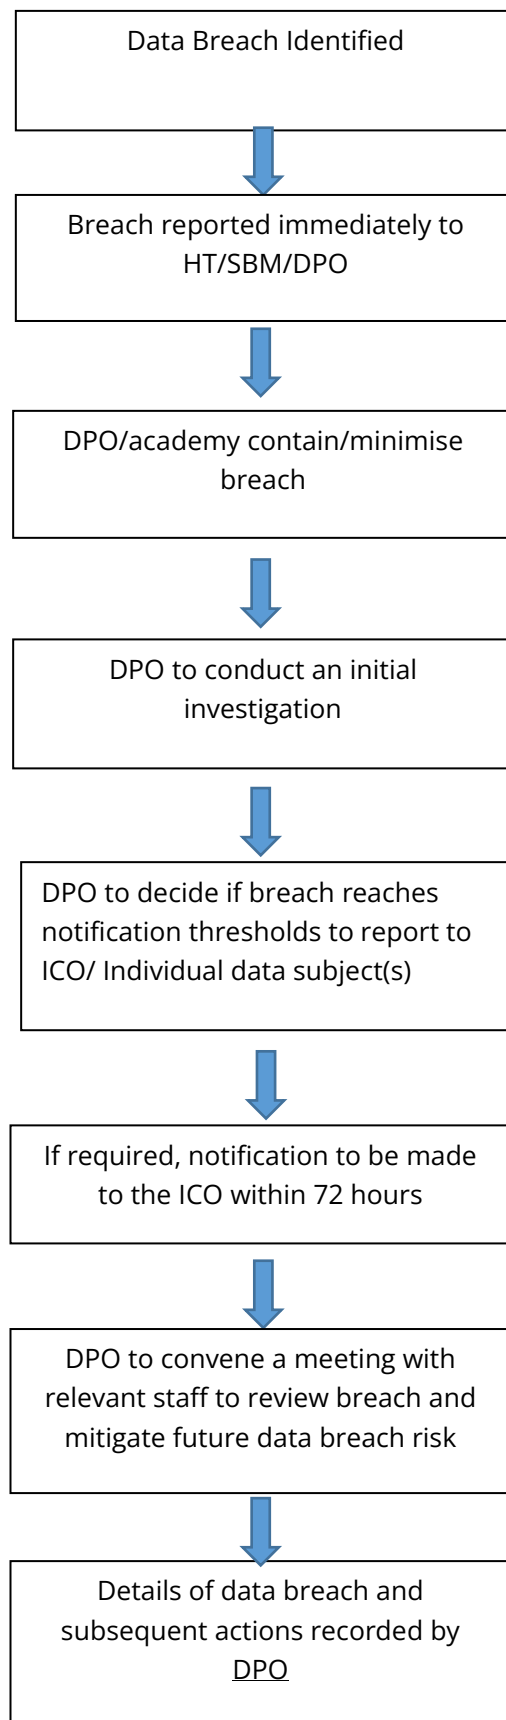 Data Breach Identified
Breach reported immediately to
HT/SBM/DPO
DPO/academy contain/minimise
breach
DPO to conduct an initial
investigation
DPO to decide if breach reaches
notification thresholds to report to
ICO/ Individual data subject(s)
If required, notification to be made
to the ICO within 72 hours
DPO to convene a meeting with
relevant staff to review breach and
mitigate future data breach risk
Details of data breach and
subsequent actions recorded by
DPO